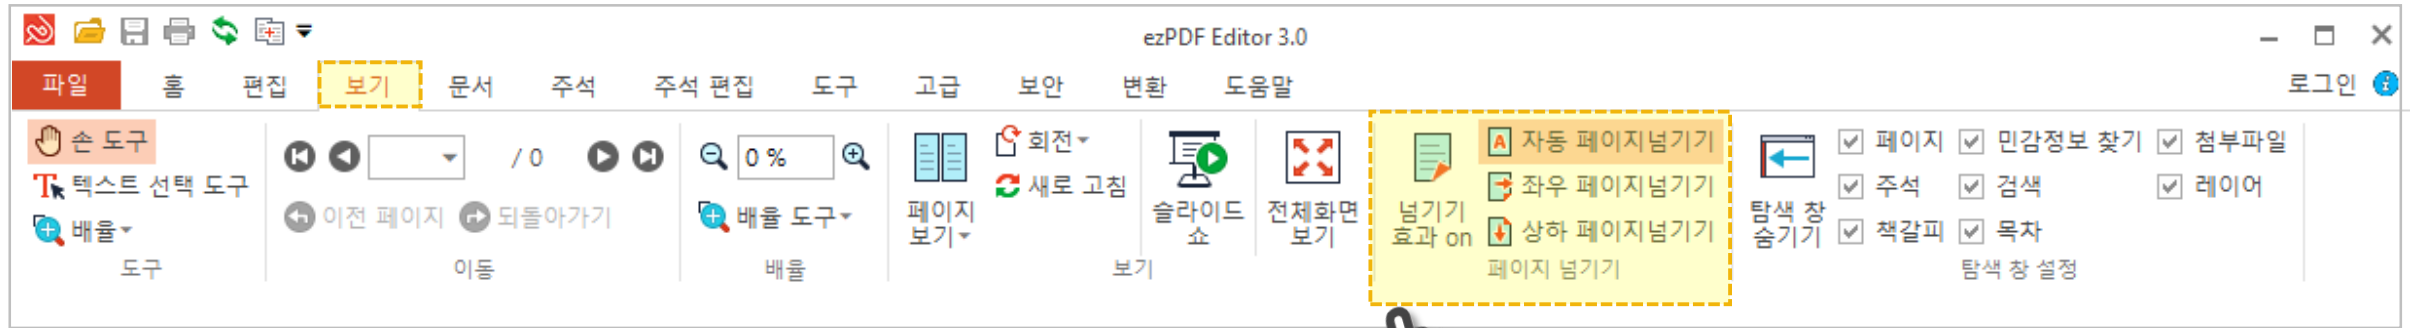 ezPDF Editor 3.0
파일 홈 편집 보기 문서 주석 주석 편집 도구 고급 보안 변환 도움말 로그인
손 도구
텍스트 선택 도구
배율
도구
/ 0
이전 페이지 되돌아가기
이동
0 %
배율 도구
배율
페이지
보기
회전
새로 고침
슬라이드
쇼
전체화면
보기
보기
넘기기
효과 on
자동 페이지넘기기
좌우 페이지넘기기
상하 페이지넘기기
페이지 넘기기
탐색 창
숨기기
페이지 민감정보 찾기 첨부파일
주석 검색 레이어
책갈피 목차
탐색 창 설정